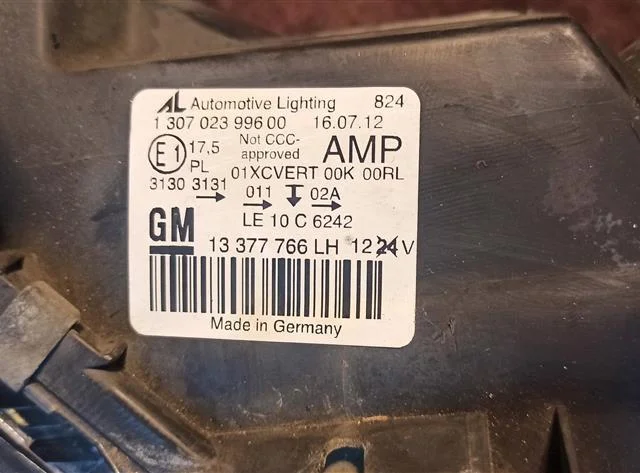 AL Automotive Lighting 824
1 307 023 996 00 16.07.12
E1 17,5 PL Not CCC-approved AMP
01XCVERT 00K 00RL
3130 3131 → 011 → 02A →
LE 10 C 6242
GM 13 377 766 LH 12 24 V
Made in Germany